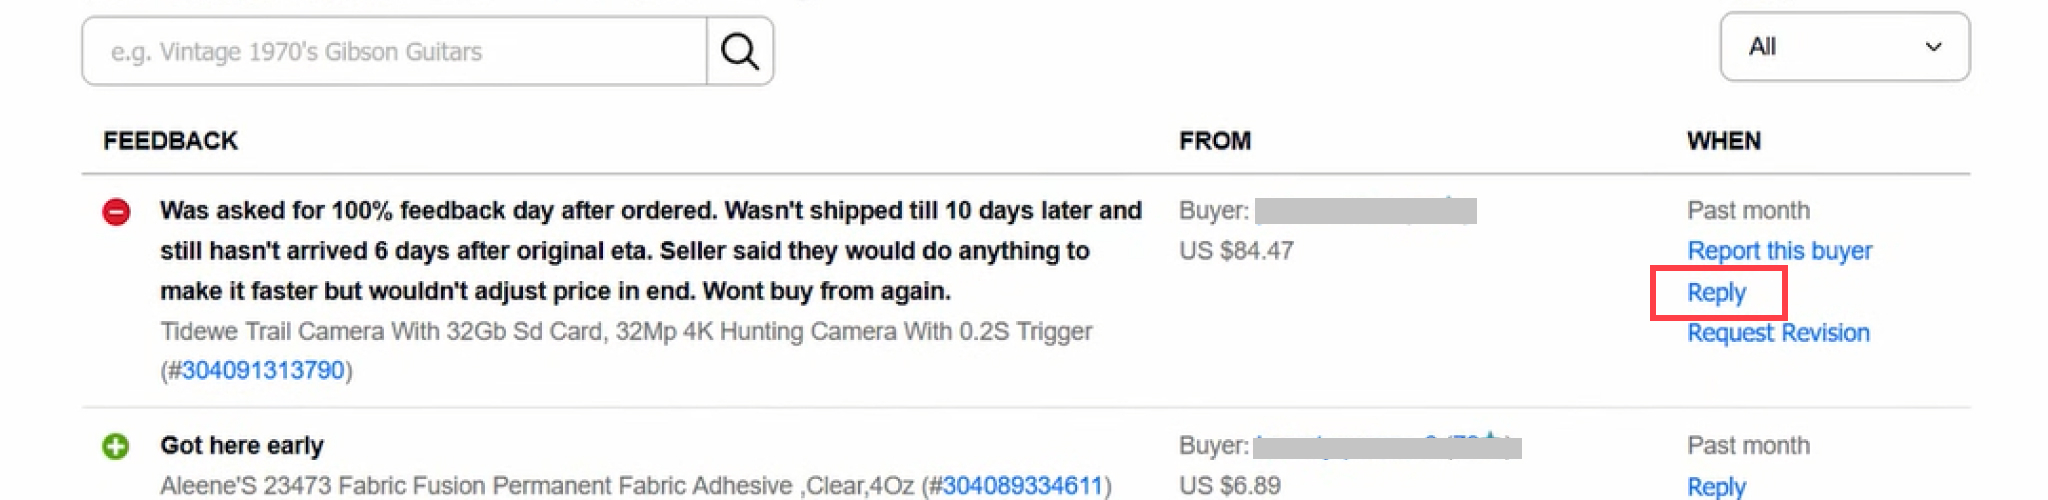 e.g. Vintage 1970's Gibson Guitars
All
FEEDBACK FROM WHEN
Was asked for 100% feedback day after ordered. Wasn't shipped till 10 days later and Buyer: Past month
still hasn't arrived 6 days after original eta. Seller said they would do anything to US $84.47 Report this buyer
make it faster but wouldn't adjust price in end. Wont buy from again. Reply
Tidewe Trail Camera With 32Gb Sd Card, 32Mp 4K Hunting Camera With 0.2S Trigger Request Revision
(#304091313790)
Got here early Buyer: Past month
Aleene'S 23473 Fabric Fusion Permanent Fabric Adhesive ,Clear,4Oz (#304089334611) US $6.89 Reply